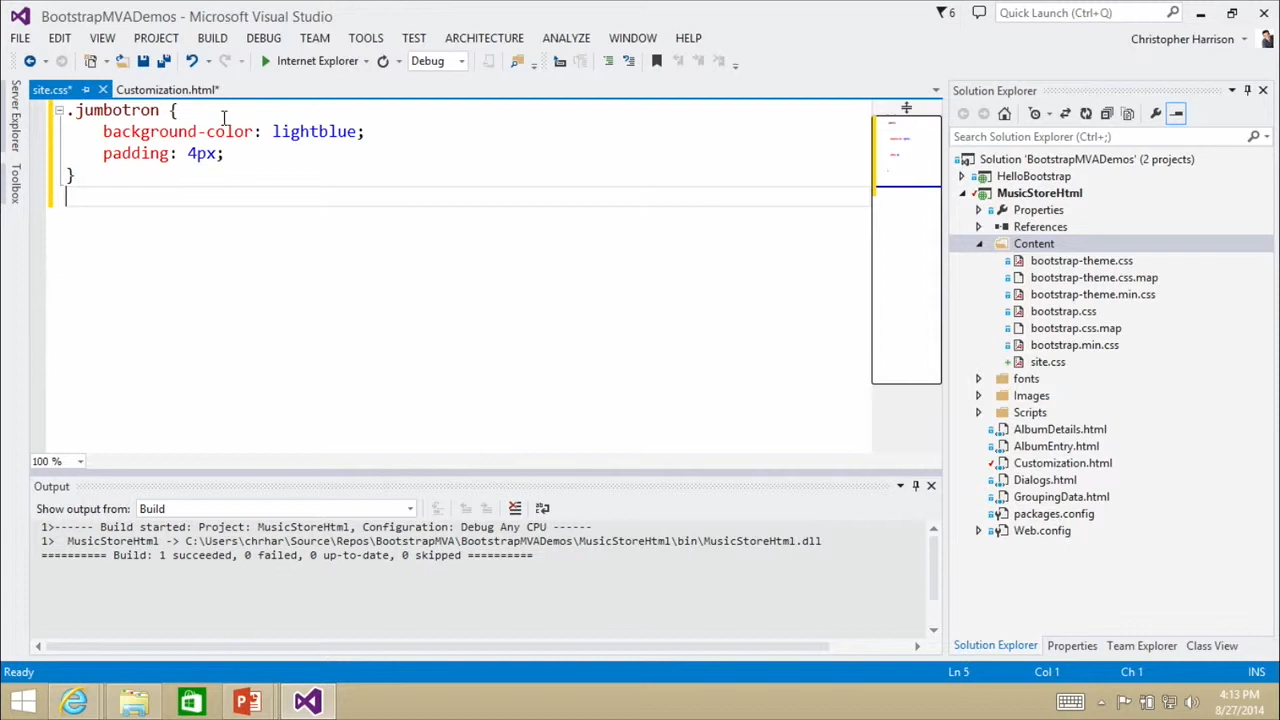 BootstrapMVADemos - Microsoft Visual Studio
6
Quick Launch (Ctrl+Q)
FILE EDIT VIEW PROJECT BUILD DEBUG TEAM TOOLS TEST ARCHITECTURE ANALYZE WINDOW HELP
Christopher Harrison
Internet Explorer
Debug
Server Explorer
Toolbox
site.css*
Customization.html*
.jumbotron {
background-color: lightblue;
padding: 4px;
}
100 %
Output
Show output from: Build
1>------ Build started: Project: MusicStoreHtml, Configuration: Debug Any CPU ------
1> MusicStoreHtml -> C:\Users\chrhar\Source\Repos\BootstrapMVA\BootstrapMVADemos\MusicStoreHtml\bin\MusicStoreHtml.dll
========== Build: 1 succeeded, 0 failed, 0 up-to-date, 0 skipped ==========
Solution Explorer
Search Solution Explorer (Ctrl+;)
Solution 'BootstrapMVADemos' (2 projects)
HelloBootstrap
MusicStoreHtml
Properties
References
Content
bootstrap-theme.css
bootstrap-theme.css.map
bootstrap-theme.min.css
bootstrap.css
bootstrap.css.map
bootstrap.min.css
site.css
fonts
Images
Scripts
AlbumDetails.html
AlbumEntry.html
Customization.html
Dialogs.html
GroupingData.html
packages.config
Web.config
Solution Explorer Properties Team Explorer Class View
Ready
Ln 5
Col 1
Ch 1
INS
4:13 PM
8/27/2014